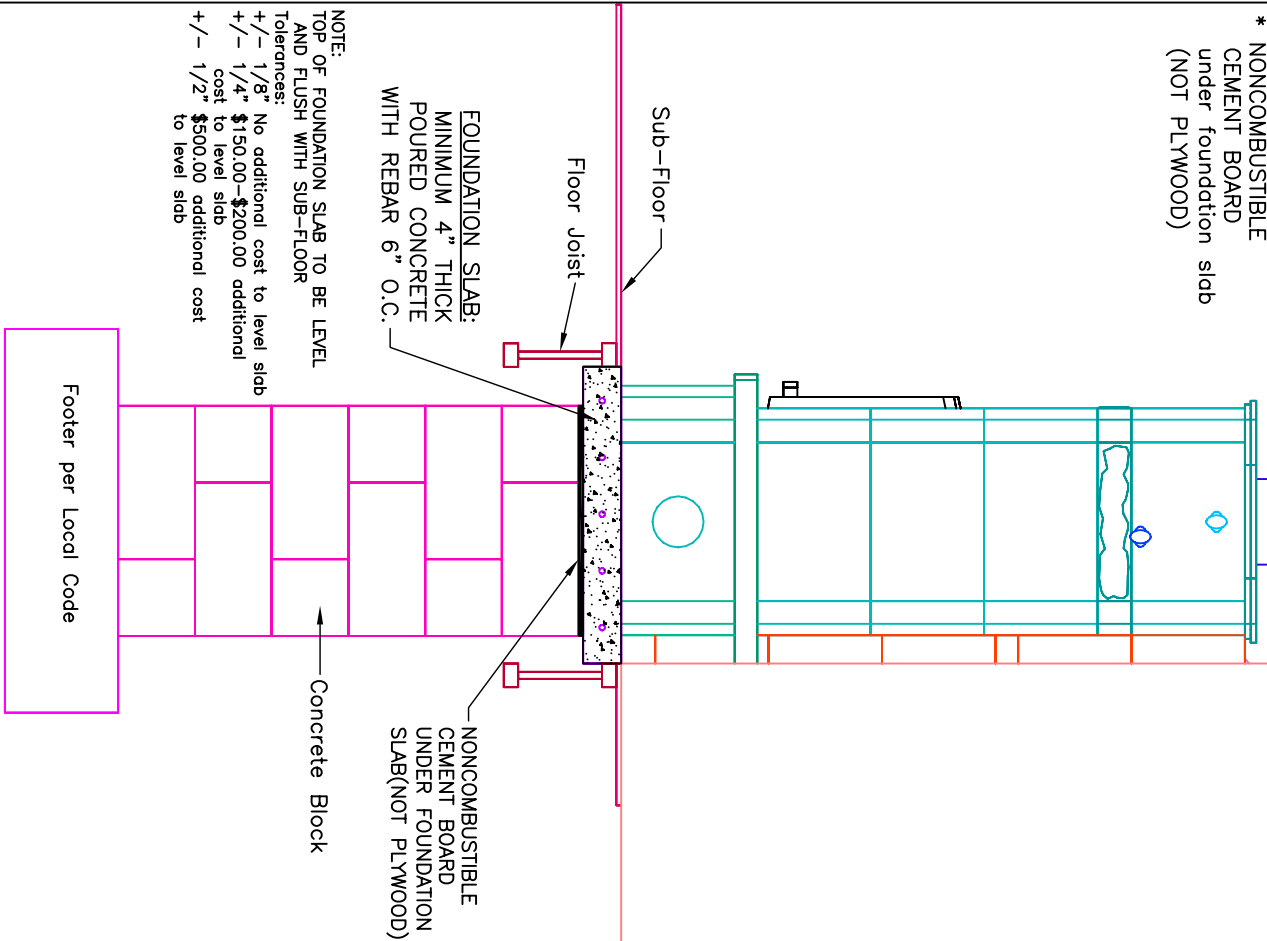 * NONCOMBUSTIBLE
CEMENT BOARD
under foundation slab
(NOT PLYWOOD)
Sub-Floor
Floor Joist
FOUNDATION SLAB:
MINIMUM 4" THICK
POURED CONCRETE
WITH REBAR 6" O.C.
NOTE:
TOP OF FOUNDATION SLAB TO BE LEVEL
AND FLUSH WITH SUB-FLOOR
Tolerances:
+/- 1/8" No additional cost to level slab
+/- 1/4" $150.00-$200.00 additional
cost to level slab
+/- 1/2" $500.00 additional cost
to level slab
NONCOMBUSTIBLE
CEMENT BOARD
UNDER FOUNDATION
SLAB(NOT PLYWOOD)
Concrete Block
Footer per Local Code